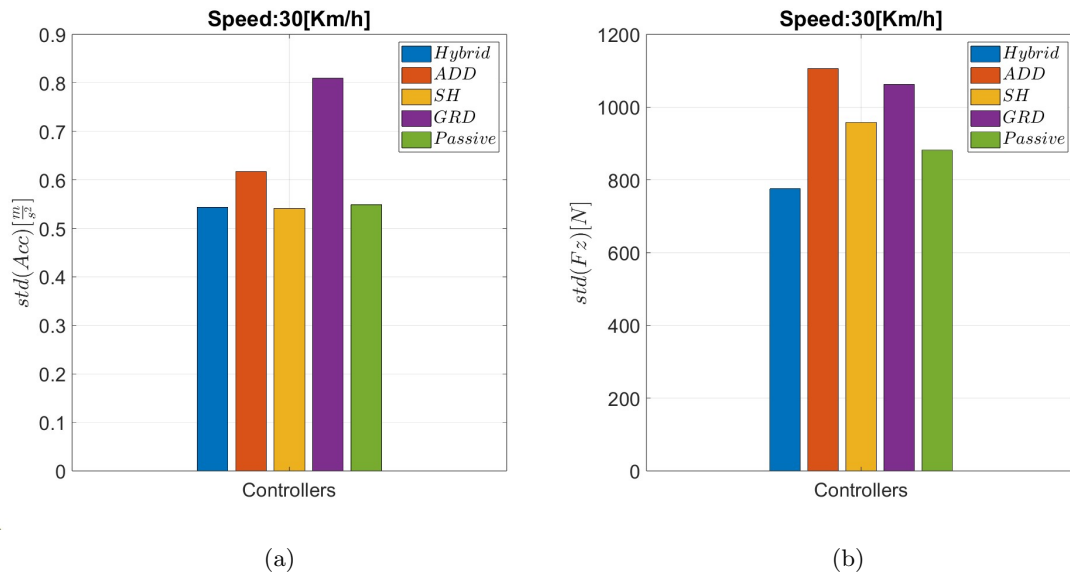 Speed:30[Km/h]
0.9
0.8
0.7
0.6
0.5
0.4
0.3
0.2
0.1
0
std(Acc)[m/s²]
Hybrid
ADD
SH
GRD
Passive
Controllers
(a)
Speed:30[Km/h]
1200
1000
800
600
400
200
0
std(Fz)[N]
Hybrid
ADD
SH
GRD
Passive
Controllers
(b)